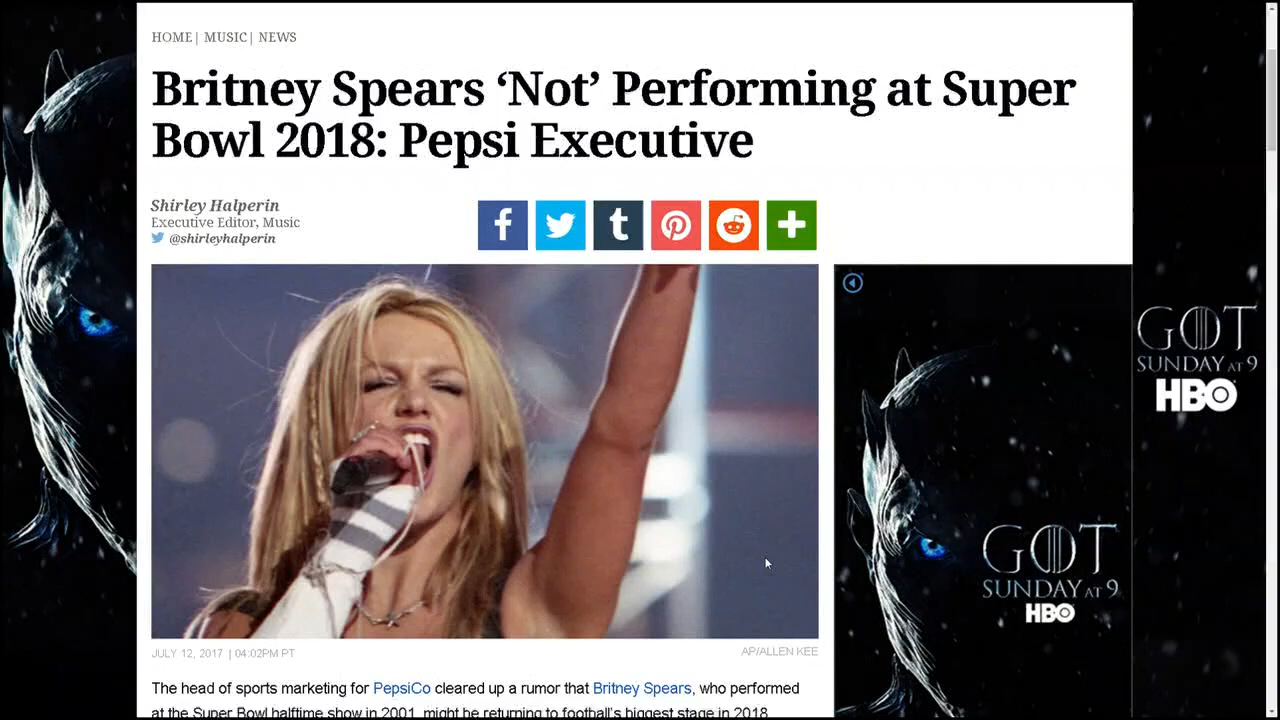 HOME| MUSIC| NEWS
Britney Spears ‘Not’ Performing at Super
Bowl 2018: Pepsi Executive
Shirley Halperin
Executive Editor, Music
@shirleyhalperin
GOT
SUNDAY AT 9
HBO
GOT
SUNDAY AT 9
HBO
JULY 12, 2017 | 04:02PM PT
AP/ALLEN KEE
The head of sports marketing for PepsiCo cleared up a rumor that Britney Spears, who performed
at the Super Bowl halftime show in 2001, might be returning to football's biggest stage in 2018.